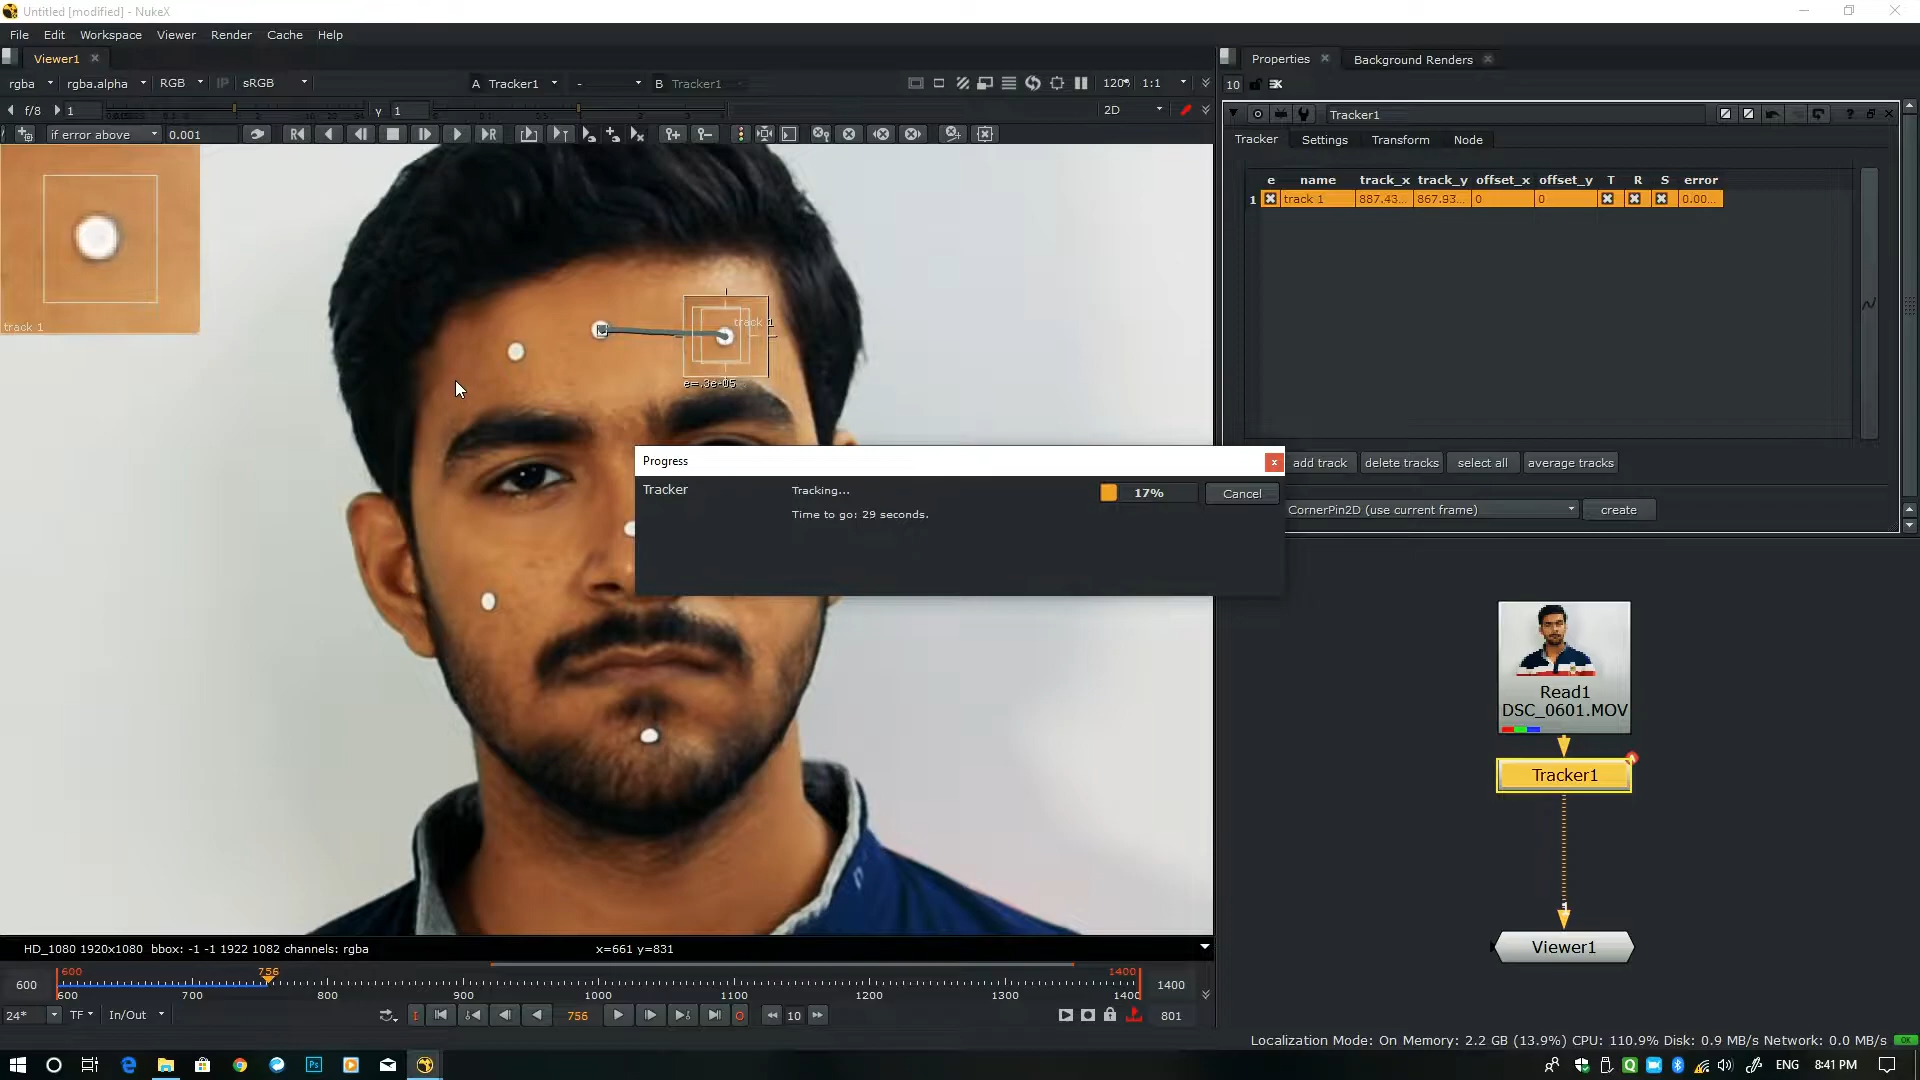 Untitled [modified] - NukeX
File Edit Workspace Viewer Render Cache Help
Viewer1
Properties
Background Renders
rgba rgba.alpha RGB IP sRGB A Tracker1 - B Tracker1 120* 1:1
10
f/8 1 γ 1 2D
if error above 0.001
Tracker1
Tracker Settings Transform Node
e name track_x track_y offset_x offset_y T R S error
1 track 1 887.43... 867.93... 0 0 0.00...
track 1
track 1
e=.3e-05
add track delete tracks select all average tracks
CornerPin2D (use current frame) create
Progress
Tracker Tracking... 17% Cancel
Time to go: 29 seconds.
Read1
DSC_0601.MOV
Tracker1
Viewer1
HD_1080 1920x1080 bbox: -1 -1 1922 1082 channels: rgba x=661 y=831
600 600 756 1400 1400
600 700 800 900 1000 1100 1200 1300 1400
24* TF In/Out 756 10 801
Localization Mode: On Memory: 2.2 GB (13.9%) CPU: 110.9% Disk: 0.9 MB/s Network: 0.0 MB/s OK
ENG 8:41 PM